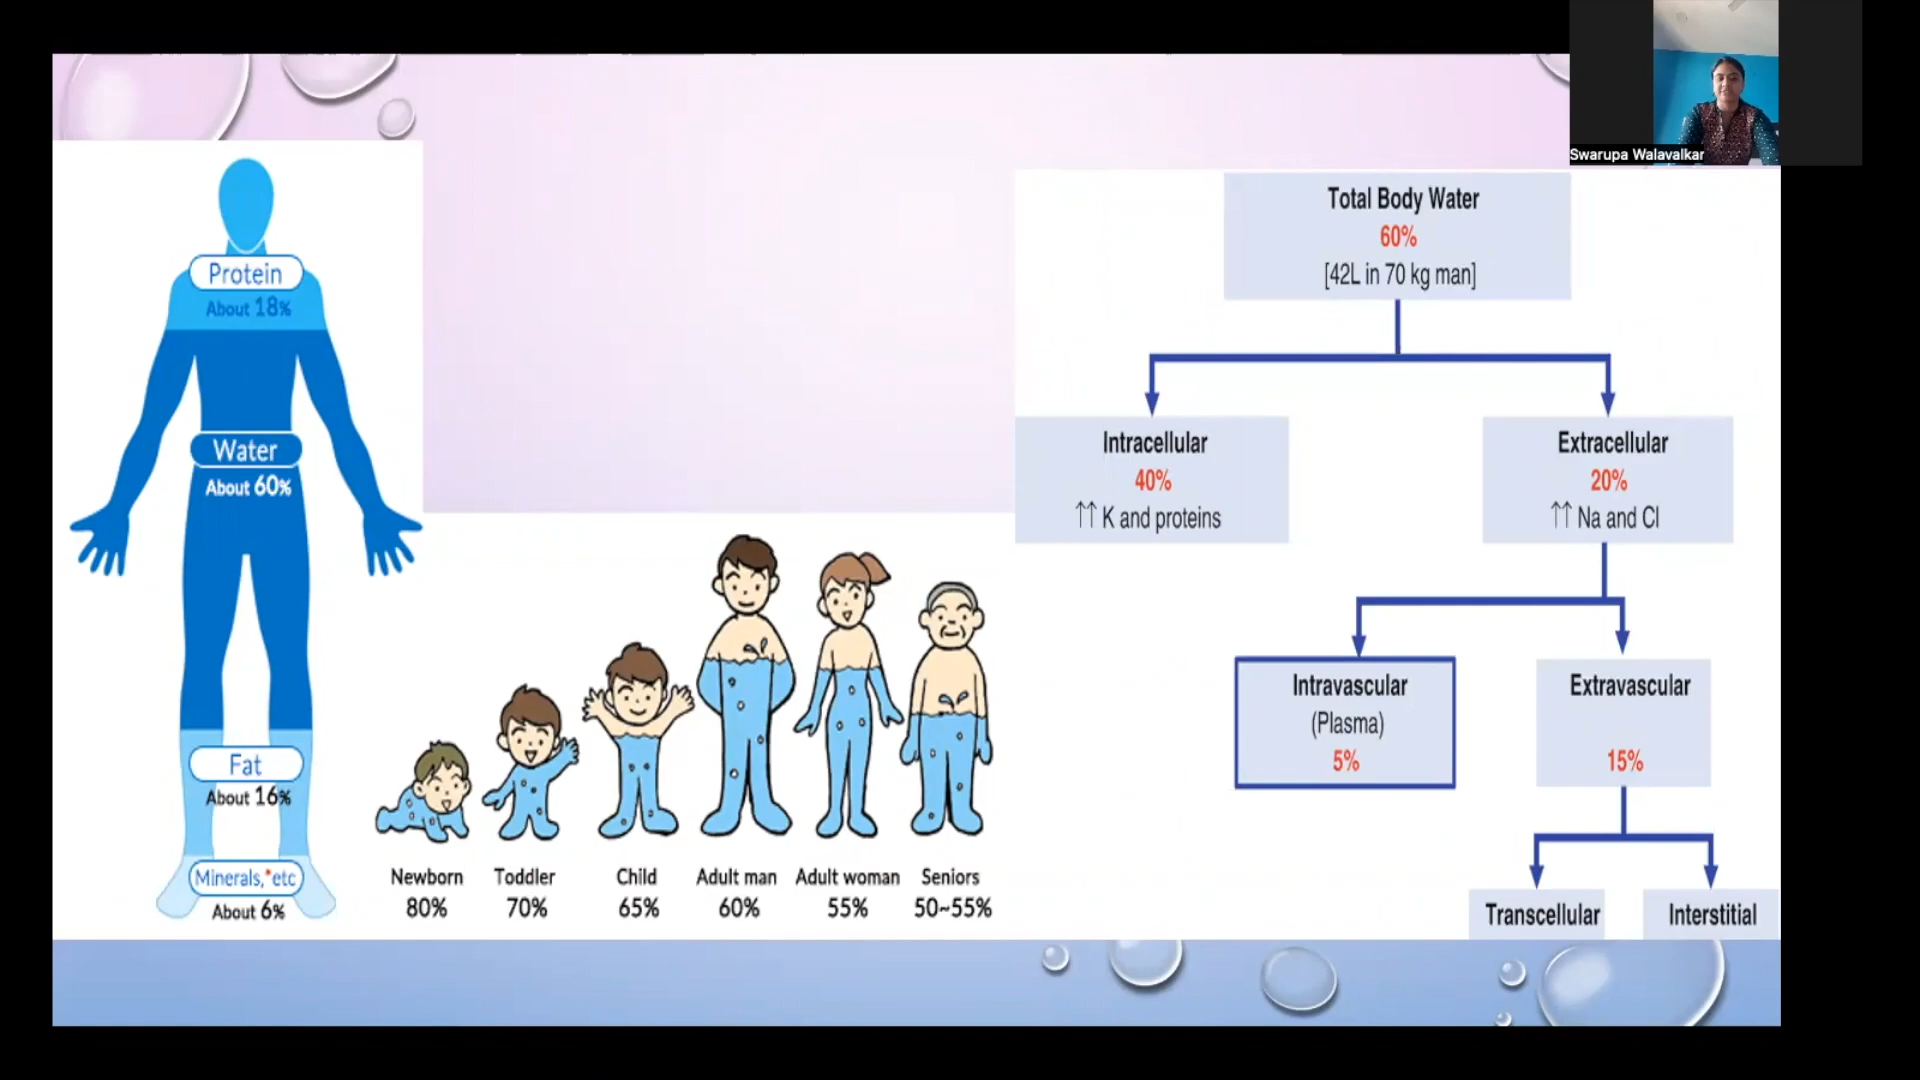 Swarupa Walavalkar
Protein
About 18%
Water
About 60%
Fat
About 16%
Minerals,*etc
About 6%
Newborn
80%
Toddler
70%
Child
65%
Adult man
60%
Adult woman
55%
Seniors
50~55%
Total Body Water
60%
[42L in 70 kg man]
Intracellular
40%
↑↑ K and proteins
Extracellular
20%
↑↑ Na and Cl
Intravascular
(Plasma)
5%
Extravascular
15%
Transcellular
Interstitial